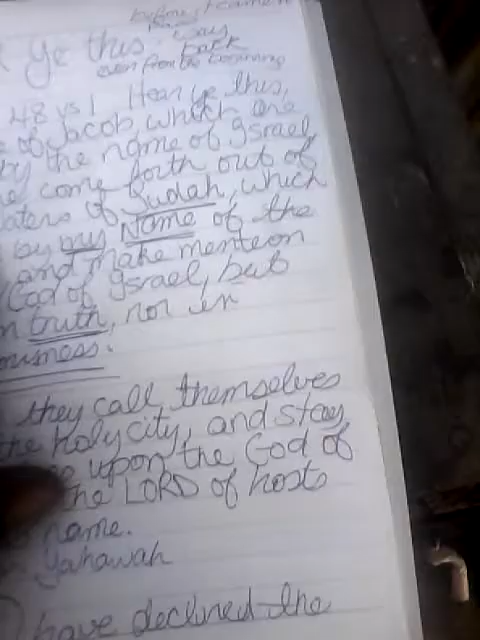 before I came
way
Ye this. back
even from the beginning
48 vs 1 Hear ye this,
of Jacob which are
by the name of Israel,
come forth out of
of Judah, which
by my Name of the
and make mention
God of Israel, but
truth, nor in
they call themselves
the holy city, and stay
upon the God of
the LORD of hosts
name.
Yahawah
have declined the